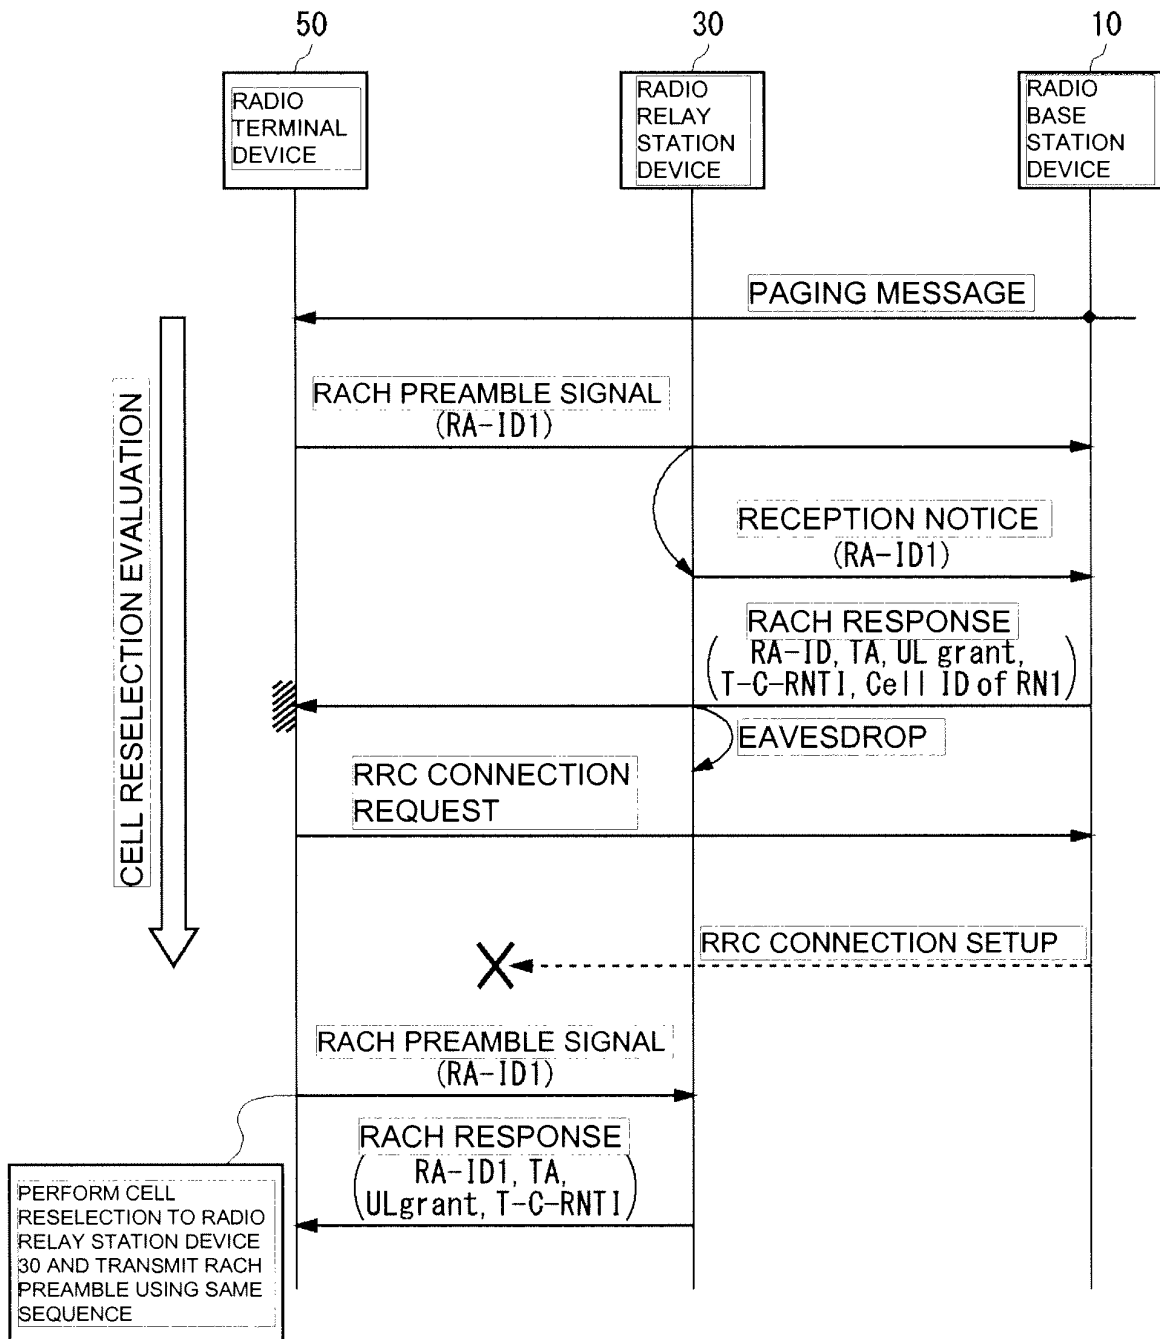 50
30
10
RADIO
TERMINAL
DEVICE
RADIO
RELAY
STATION
DEVICE
RADIO
BASE
STATION
DEVICE
PAGING MESSAGE
CELL RESELECTION EVALUATION
RACH PREAMBLE SIGNAL
(RA-ID1)
RECEPTION NOTICE
(RA-ID1)
RACH RESPONSE
(RA-ID, TA, UL grant,
T-C-RNTI, Cell ID of RN1)
EAVESDROP
RRC CONNECTION
REQUEST
RRC CONNECTION SETUP
RACH PREAMBLE SIGNAL
(RA-ID1)
RACH RESPONSE
(RA-ID1, TA,
ULgrant, T-C-RNTI)
PERFORM CELL
RESELECTION TO RADIO
RELAY STATION DEVICE
30 AND TRANSMIT RACH
PREAMBLE USING SAME
SEQUENCE